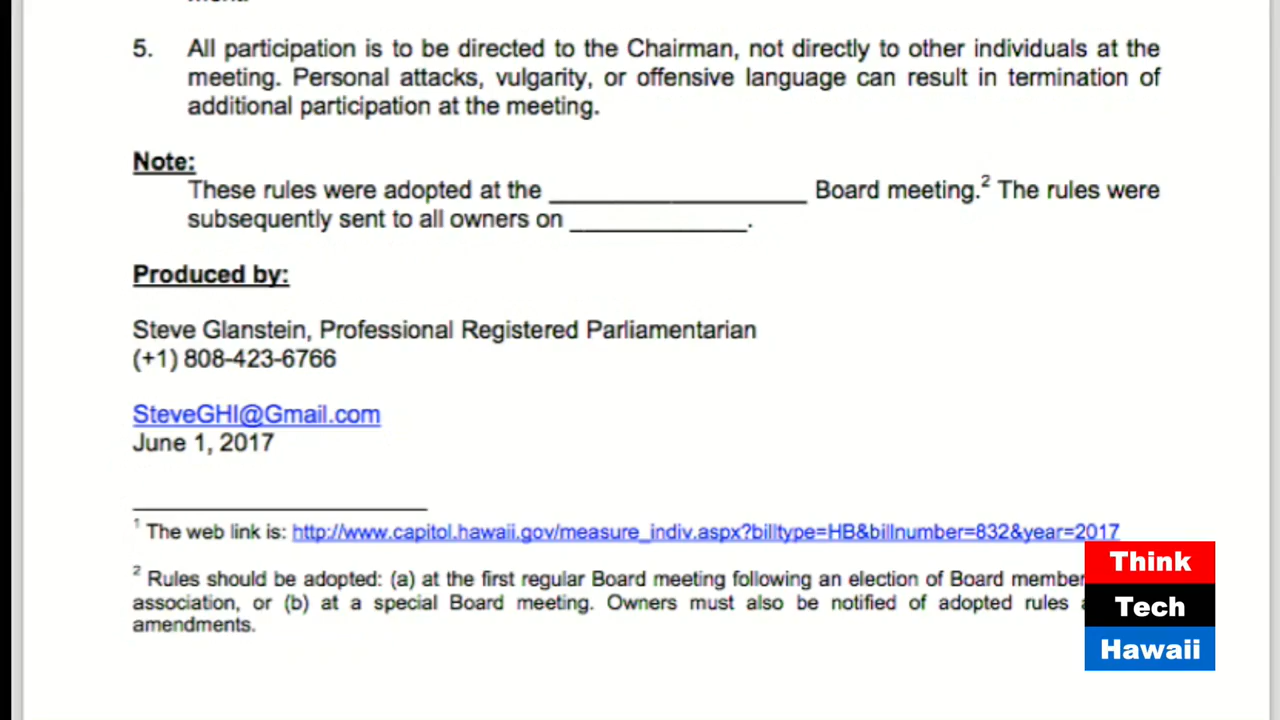 5. All participation is to be directed to the Chairman, not directly to other individuals at the
meeting. Personal attacks, vulgarity, or offensive language can result in termination of
additional participation at the meeting.
Note:
These rules were adopted at the ___________________ Board meeting.2 The rules were
subsequently sent to all owners on _____________.
Produced by:
Steve Glanstein, Professional Registered Parliamentarian
(+1) 808-423-6766
SteveGHI@Gmail.com
June 1, 2017
1 The web link is: http://www.capitol.hawaii.gov/measure_indiv.aspx?billtype=HB&billnumber=832&year=2017
2 Rules should be adopted: (a) at the first regular Board meeting following an election of Board member
association, or (b) at a special Board meeting. Owners must also be notified of adopted rules
amendments.
Think
Tech
Hawaii